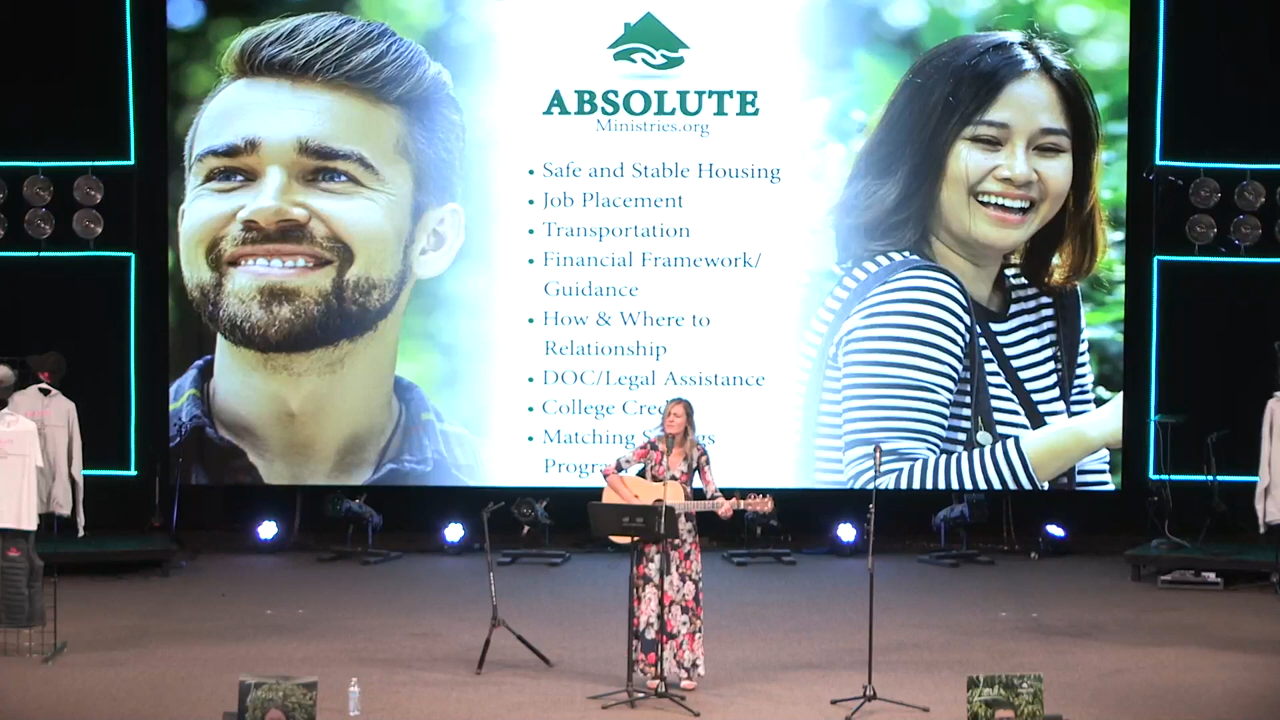 ABSOLUTE
Ministries.org
• Safe and Stable Housing
• Job Placement
• Transportation
• Financial Framework/
Guidance
• How & Where to
Relationship
• DOC/Legal Assistance
• College
• Matching